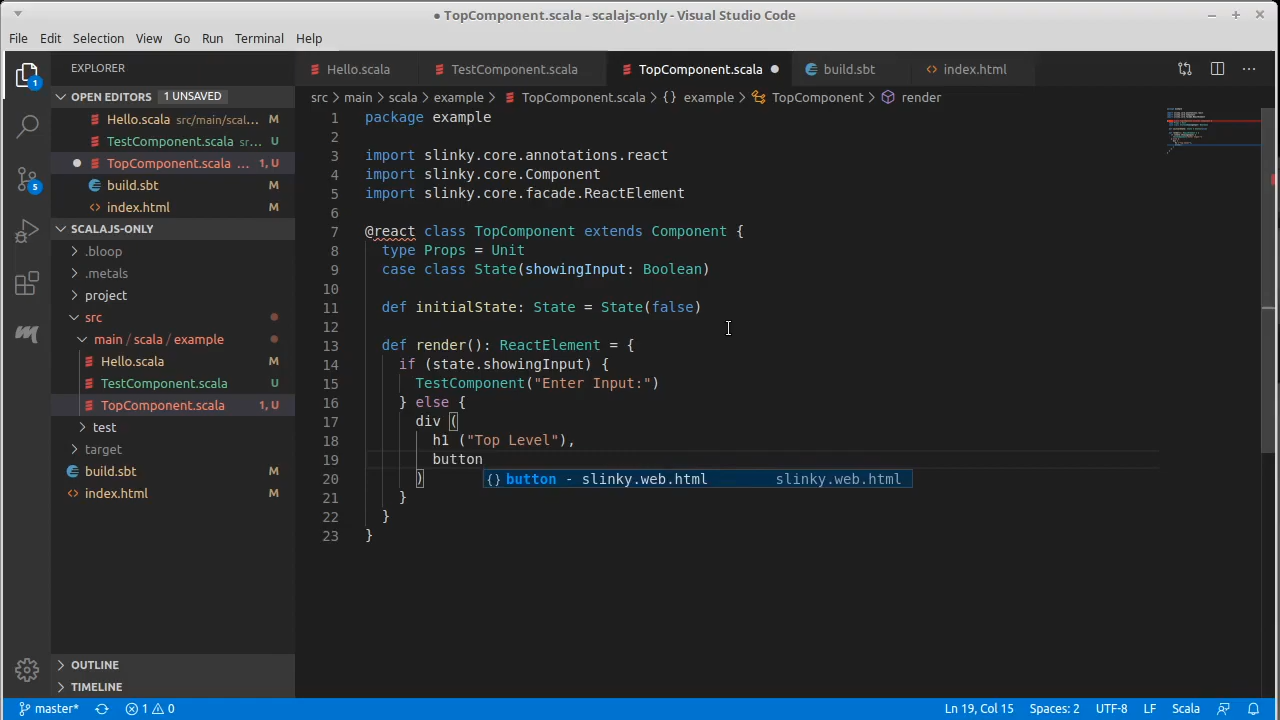 ● TopComponent.scala - scalajs-only - Visual Studio Code
File Edit Selection View Go Run Terminal Help
EXPLORER
Hello.scala TestComponent.scala TopComponent.scala build.sbt index.html
OPEN EDITORS 1 UNSAVED
src > main > scala > example > TopComponent.scala > {} example > TopComponent > render
Hello.scala src/main/scal... M
TestComponent.scala sr... U
TopComponent.scala ... 1, U
build.sbt M
index.html M
SCALAJS-ONLY
.bloop
.metals
project
src
main / scala / example
Hello.scala M
TestComponent.scala U
TopComponent.scala 1, U
test
target
build.sbt M
index.html M
OUTLINE
TIMELINE
1
5
1 package example
2
3 import slinky.core.annotations.react
4 import slinky.core.Component
5 import slinky.core.facade.ReactElement
6
7 @react class TopComponent extends Component {
8 type Props = Unit
9 case class State(showingInput: Boolean)
10
11 def initialState: State = State(false)
12
13 def render(): ReactElement = {
14 if (state.showingInput) {
15 TestComponent("Enter Input:")
16 } else {
17 div (
18 h1 ("Top Level"),
19 button
20 )
{} button - slinky.web.html slinky.web.html
21 }
22 }
23 }
master* 1 0 Ln 19, Col 15 Spaces: 2 UTF-8 LF Scala